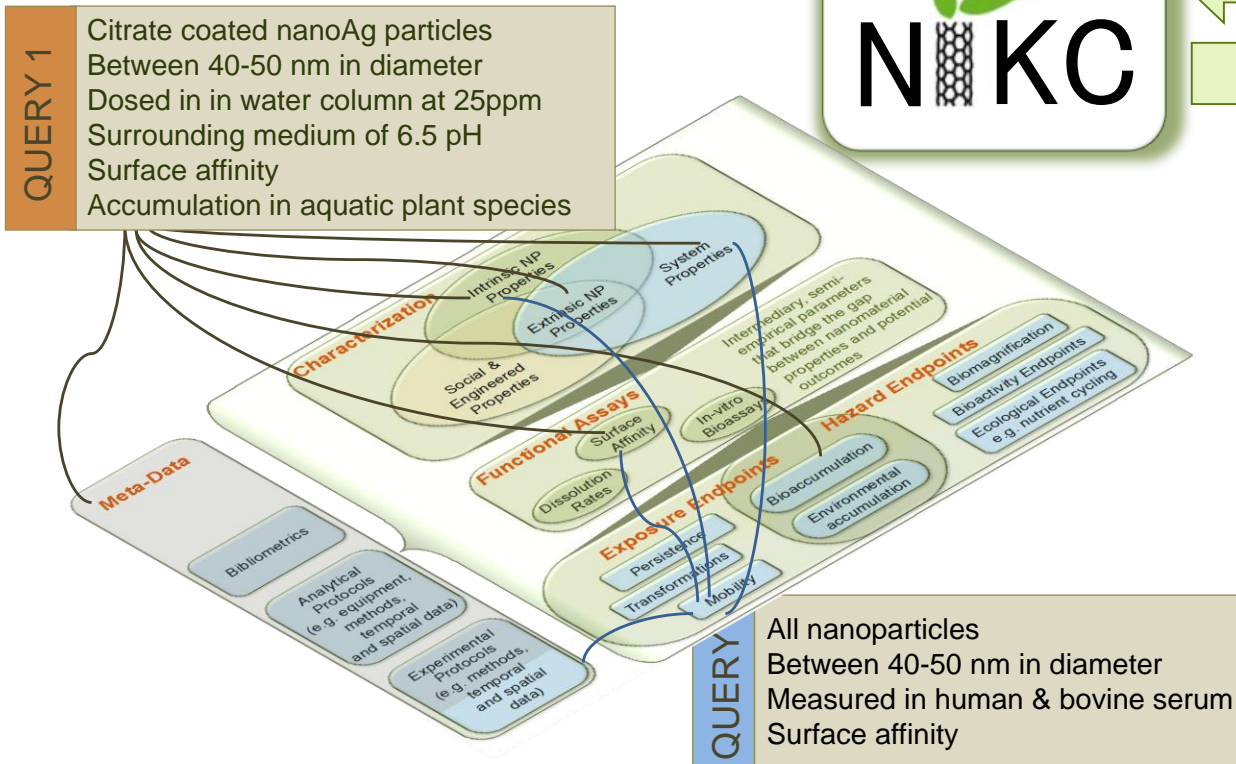 QUERY 1
Citrate coated nanoAg particles
Between 40-50 nm in diameter
Dosed in in water column at 25ppm
Surrounding medium of 6.5 pH
Surface affinity
Accumulation in aquatic plant species
N KC
Characterization
Intrinsic NP
Properties
System
Properties
Extrinsic NP
Properties
Social &
Engineered
Properties
Intermediary, semi-
empirical parameters
that bridge the gap
between nanomaterial
properties and potential
outcomes
Functional Assays
Surface
Affinity
In-vitro
Bioassays
Dissolution
Rates
Hazard Endpoints
Biomagnification
Bioactivity Endpoints
Ecological Endpoints
e.g. nutrient cycling
Bioaccumulation
Environmental
accumulation
Exposure Endpoints
Persistence
Transformations
Mobility
Meta-Data
Bibliometrics
Analytical
Protocols
(e.g. equipment,
methods,
temporal
and spatial data)
Experimental
Protocols
(e.g. methods,
temporal
and spatial
data)
QUERY
All nanoparticles
Between 40-50 nm in diameter
Measured in human & bovine serum
Surface affinity